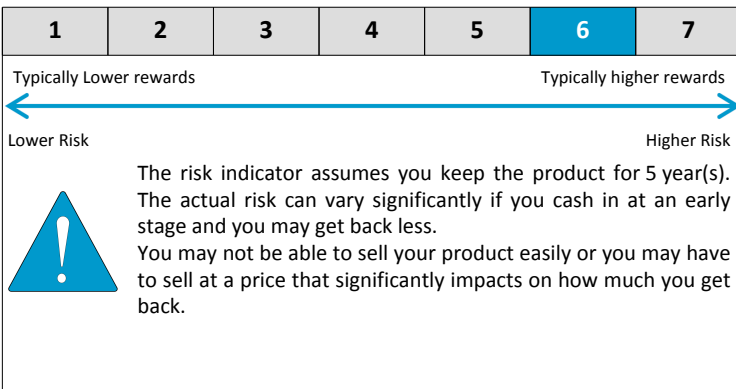 1 2 3 4 5 6 7
Typically Lower rewards Typically higher rewards
Lower Risk Higher Risk
The risk indicator assumes you keep the product for 5 year(s).
The actual risk can vary significantly if you cash in at an early
stage and you may get back less.
You may not be able to sell your product easily or you may have
to sell at a price that significantly impacts on how much you get
back.